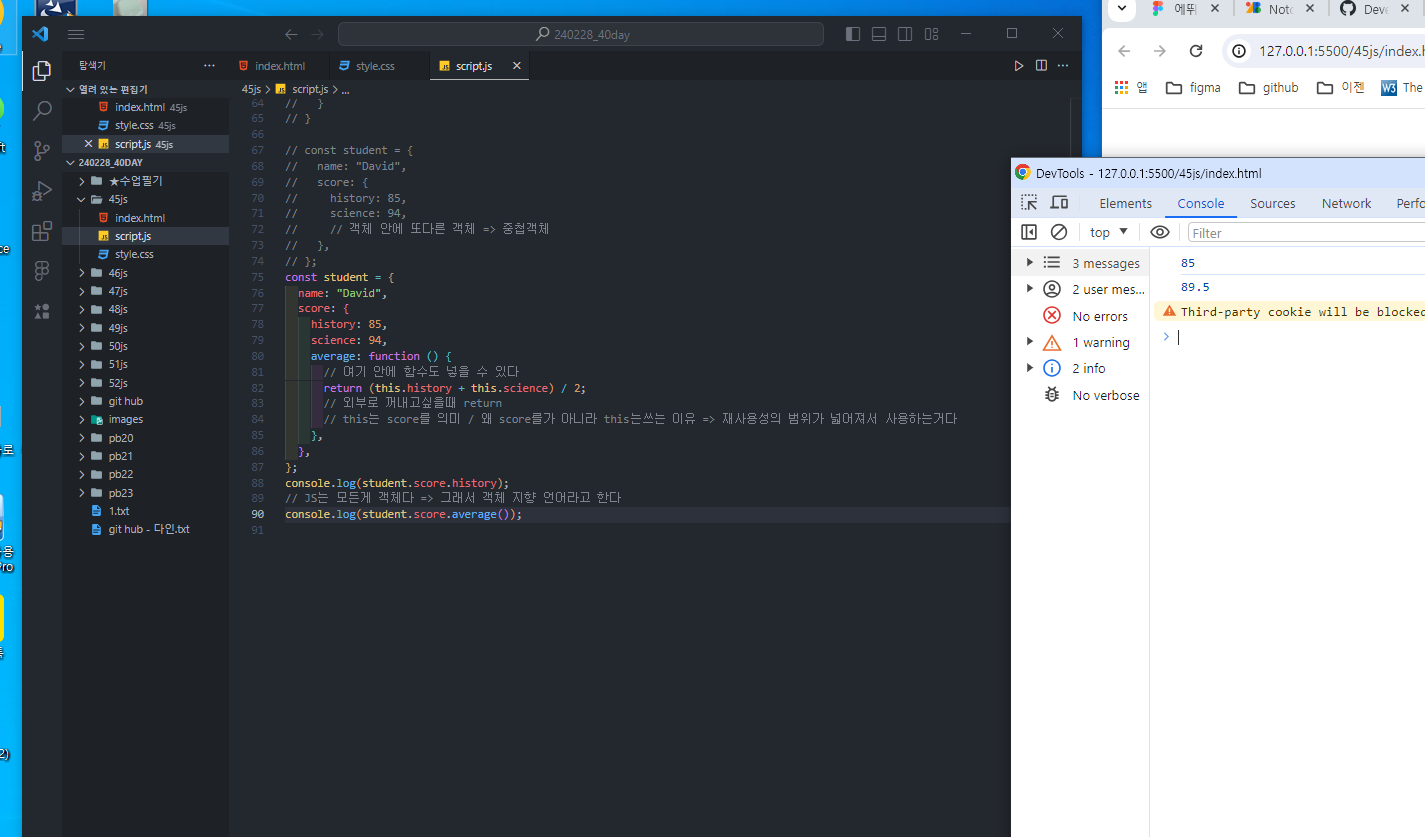 240228_40day
탐색기
index.html
style.css
script.js
열려 있는 편집기
index.html 45js
style.css 45js
script.js 45js
240228_40DAY
★수업필기
45js
index.html
script.js
style.css
46js
47js
48js
49js
50js
51js
52js
git hub
images
pb20
pb21
pb22
pb23
1.txt
git hub - 다인.txt
45js > script.js > ...
64 //   }
65 // }
66
67 // const student = {
68 //   name: "David",
69 //   score: {
70 //     history: 85,
71 //     science: 94,
72 //     // 객체 안에 또다른 객체 => 중첩객체
73 //   },
74 // };
75 const student = {
76   name: "David",
77   score: {
78     history: 85,
79     science: 94,
80     average: function () {
81       // 여기 안에 함수도 넣을 수 있다
82       return (this.history + this.science) / 2;
83       // 외부로 꺼내고싶을때 return
84       // this는 score를 의미 / 왜 score를가 아니라 this는쓰는 이유 => 재사용성의 범위가 넓어져서 사용하는거다
85     },
86   },
87 };
88 console.log(student.score.history);
89 // JS는 모든게 객체다 => 그래서 객체 지향 언어라고 한다
90 console.log(student.score.average());
91
에뛰
Not
Deve
127.0.0.1:5500/45js/index.h
앱
figma
github
이젠
W3 The
DevTools - 127.0.0.1:5500/45js/index.html
Elements Console Sources Network Perfo
top
Filter
3 messages
2 user mes...
No errors
1 warning
2 info
No verbose
85
89.5
Third-party cookie will be blocked